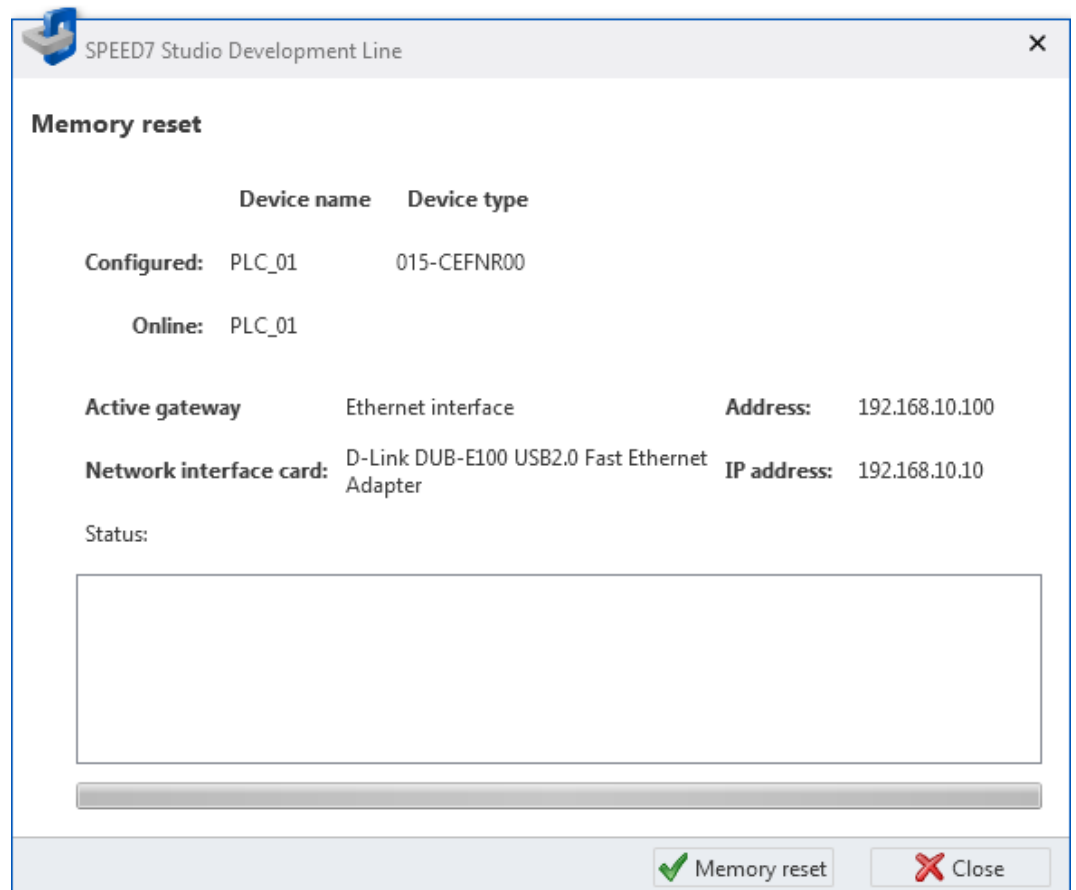 SPEED7 Studio Development Line
Memory reset
Device name Device type
Configured: PLC_01 015-CEFNR00
Online: PLC_01
Active gateway Ethernet interface Address: 192.168.10.100
Network interface card: D-Link DUB-E100 USB2.0 Fast Ethernet
Adapter IP address: 192.168.10.10
Status:
Memory reset Close